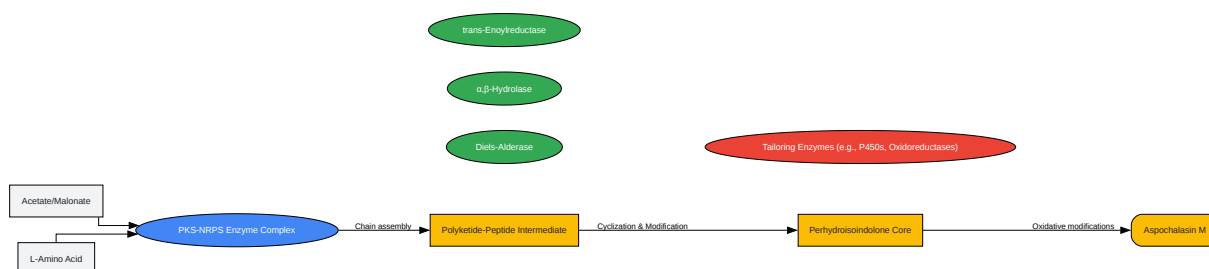 trans-Enoylreductase
α,β-Hydrolase
Diels-Alderase
Tailoring Enzymes (e.g., P450s, Oxidoreductases)
Acetate/Malonate
L-Amino Acid
PKS-NRPS Enzyme Complex
Chain assembly
Polyketide-Peptide Intermediate
Cyclization & Modification
Perhydroisoindolone Core
Oxidative modifications
Aspochalasin M